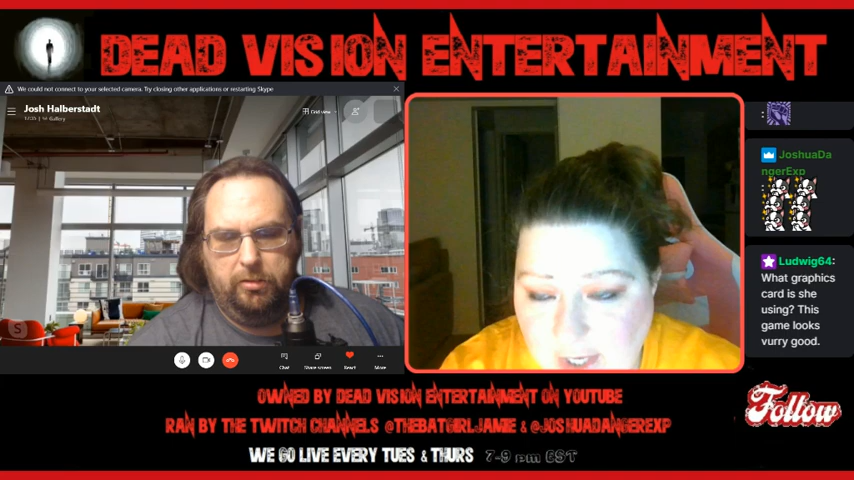 DEAD VISION ENTERTAINMENT
We could not connect to your selected camera. Try closing other applications or restarting Skype
Josh Halberstadt
Grid view
Gallery
JoshuaDa
ngerExp
:
Ludwig64:
What graphics
card is she
using? This
game looks
vurry good.
S
Chat
Share screen
React
More
OWNED BY DEAD VISION ENTERTAINMENT ON YOUTUBE
RAN BY THE TWITCH CHANNELS @THEBATGIRLJAMIE & @JOSHUADANGEREXP
WE GO LIVE EVERY TUES & THURS 7-9 pm EST
Follow